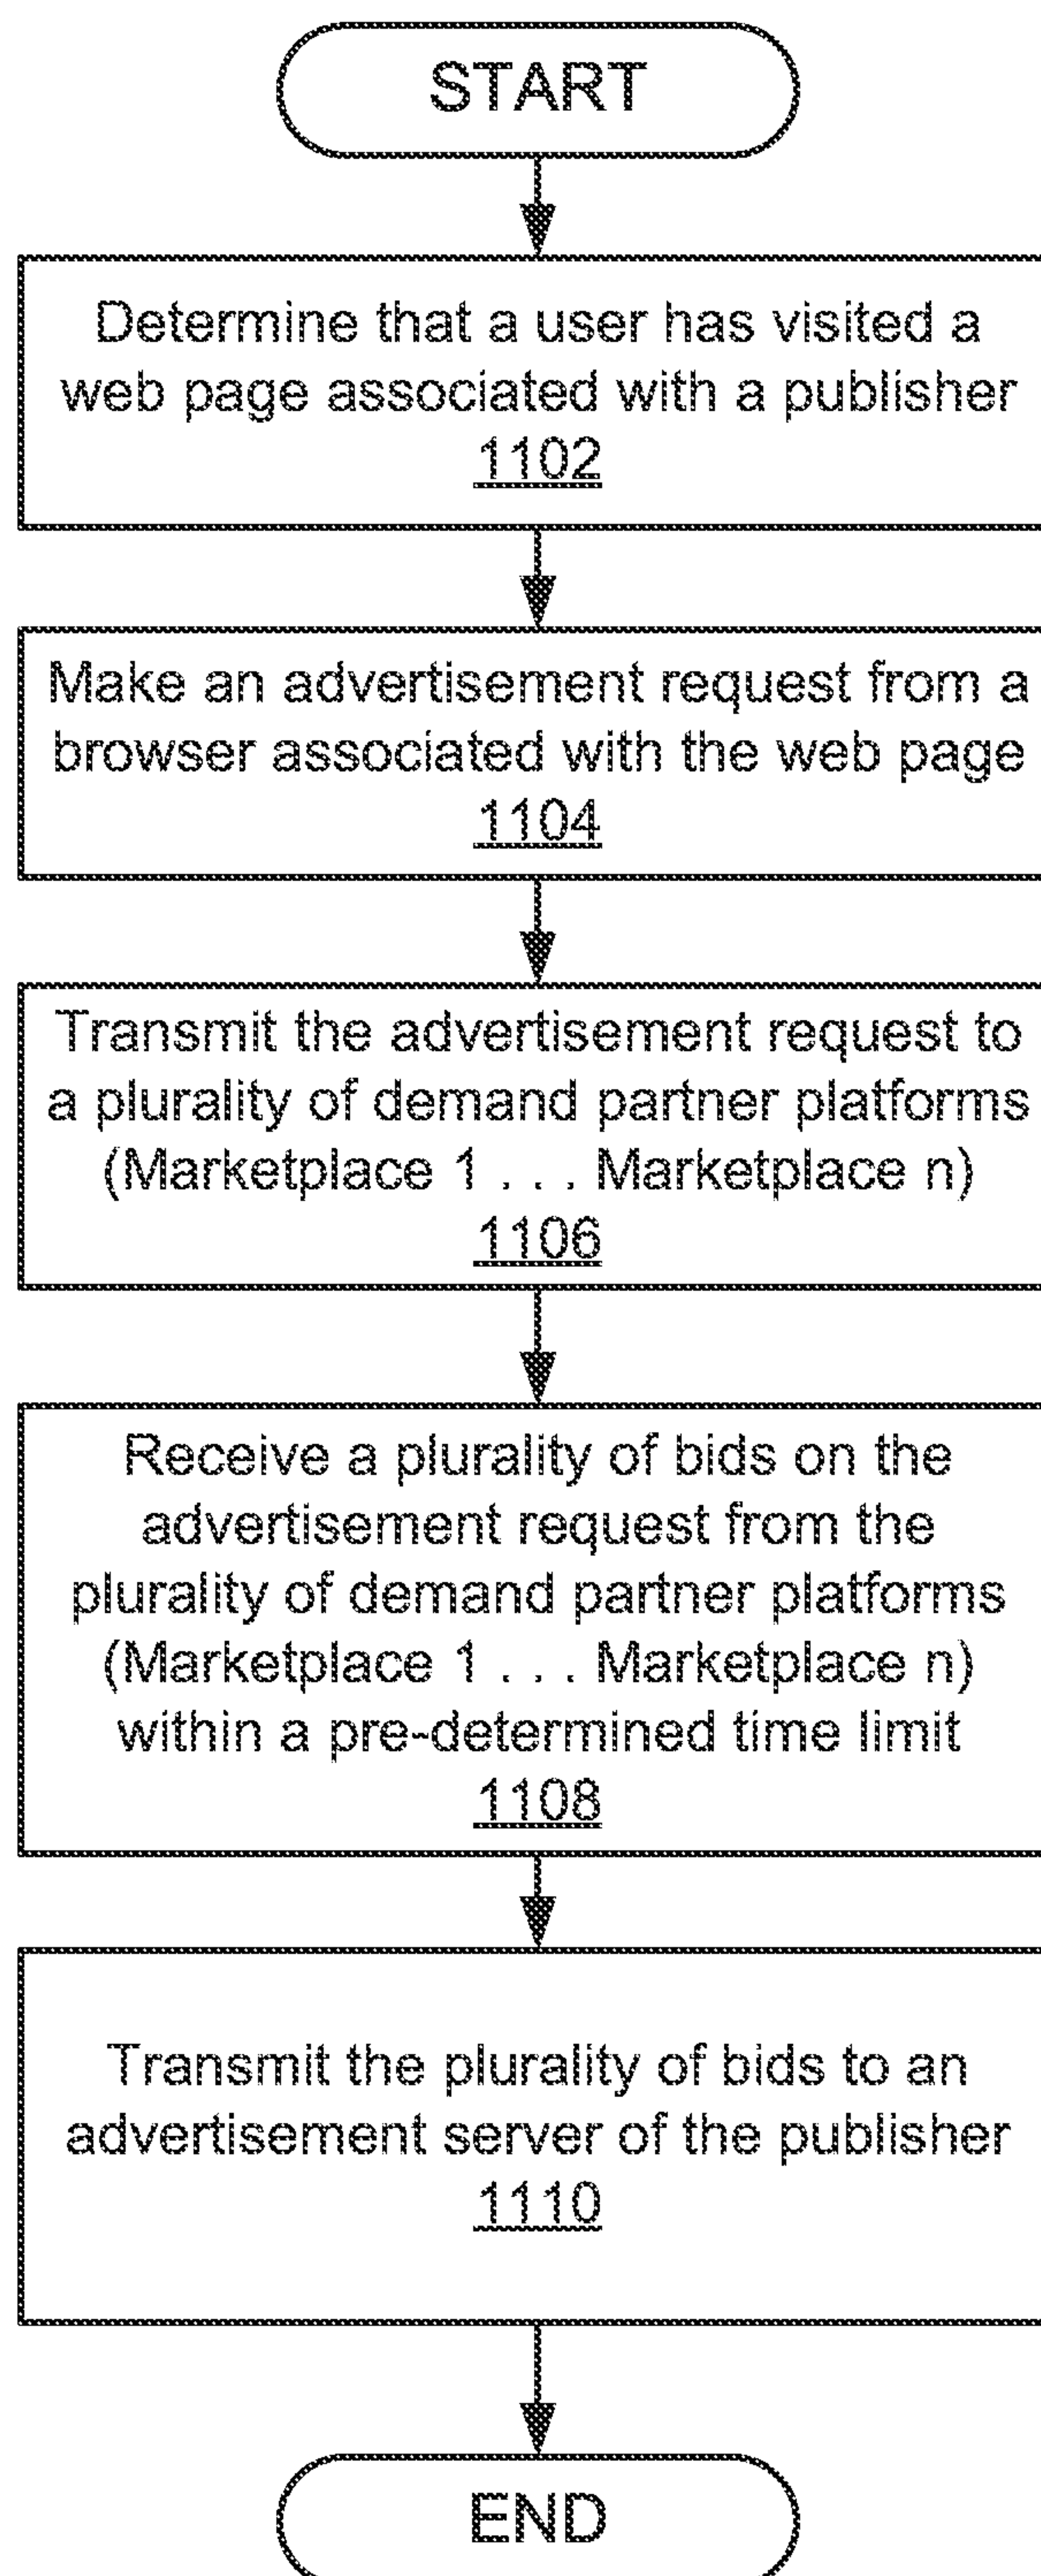 START
Determine that a user has visited a
web page associated with a publisher
1102
Make an advertisement request from a
browser associated with the web page
1104
Transmit the advertisement request to
a plurality of demand partner platforms
(Marketplace 1 . . . Marketplace n)
1106
Receive a plurality of bids on the
advertisement request from the
plurality of demand partner platforms
(Marketplace 1 . . . Marketplace n)
within a pre-determined time limit
1108
Transmit the plurality of bids to an
advertisement server of the publisher
1110
END